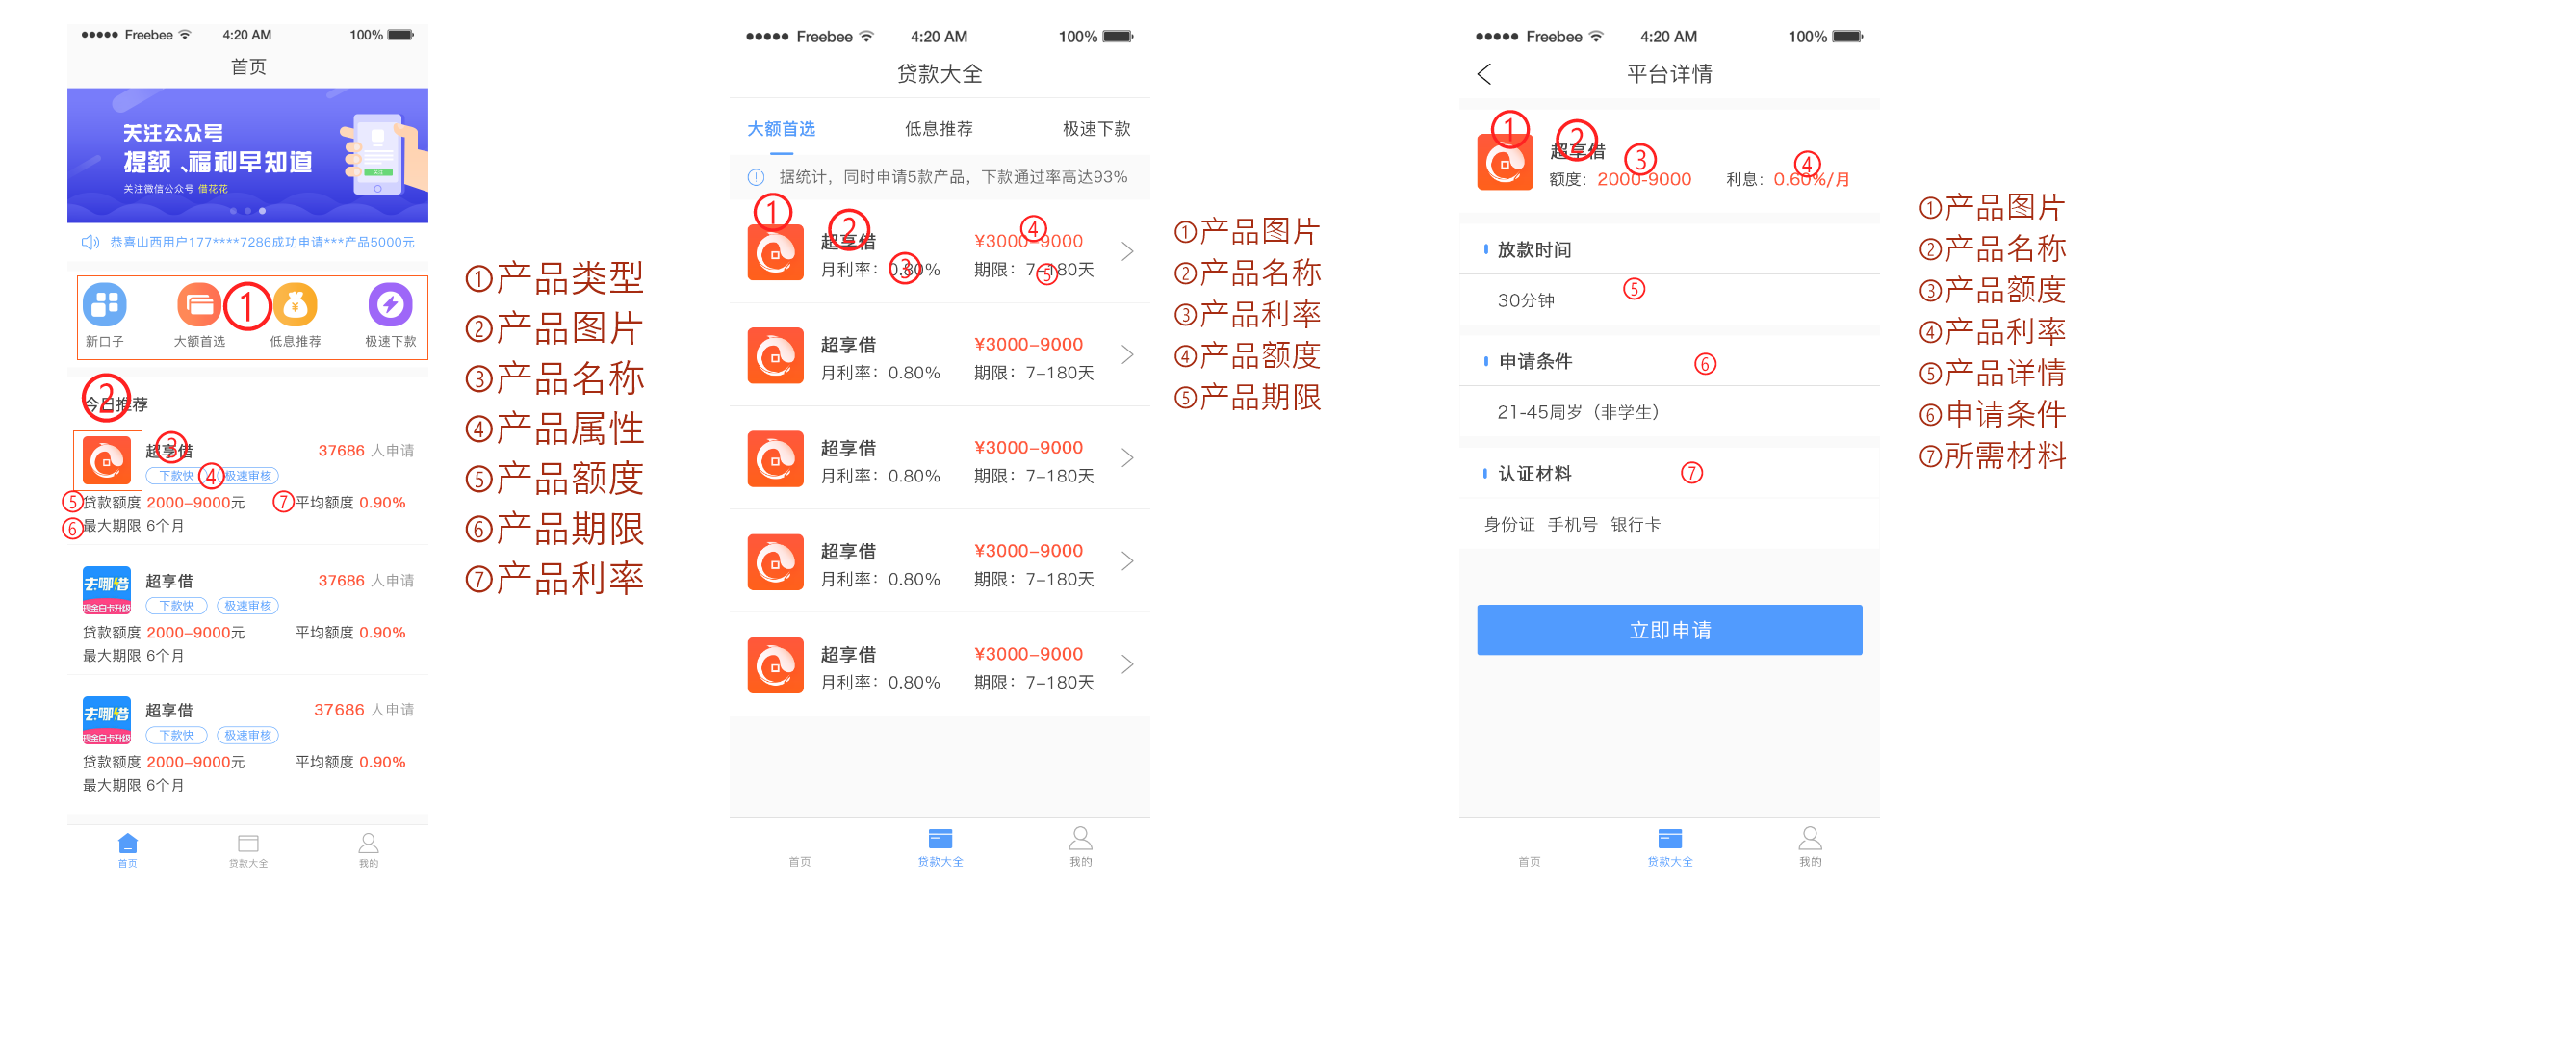 Freebee 4:20 AM 100%
首页
关注公众号
提额、福利早知道
关注微信公众号 借花花
恭喜山西用户177****7286成功申请***产品5000元
①
新口子 大额首选 低息推荐 极速下款
②
今日推荐
超享借 ③ 37686 人申请
下款快 ④ 极速审核
⑤ 贷款额度 2000-9000元 ⑦ 平均额度 0.90%
⑥ 最大期限 6个月
去哪借
现金白卡升级
超享借 37686 人申请
下款快 极速审核
贷款额度 2000-9000元 平均额度 0.90%
最大期限 6个月
去哪借
现金白卡升级
超享借 37686 人申请
下款快 极速审核
贷款额度 2000-9000元 平均额度 0.90%
最大期限 6个月
首页 贷款大全 我的
①产品类型
②产品图片
③产品名称
④产品属性
⑤产品额度
⑥产品期限
⑦产品利率
Freebee 4:20 AM 100%
贷款大全
大额首选 低息推荐 极速下款
据统计，同时申请5款产品，下款通过率高达93%
① ② ④
超享借 ¥3000-9000
月利率：0.80% ③ 期限：7-180天 ⑤
超享借 ¥3000-9000
月利率：0.80% 期限：7-180天
超享借 ¥3000-9000
月利率：0.80% 期限：7-180天
超享借 ¥3000-9000
月利率：0.80% 期限：7-180天
超享借 ¥3000-9000
月利率：0.80% 期限：7-180天
首页 贷款大全 我的
①产品图片
②产品名称
③产品利率
④产品额度
⑤产品期限
Freebee 4:20 AM 100%
平台详情
① ② ③ ④
超享借
额度：2000-9000 利息：0.60%/月
放款时间
⑤
30分钟
申请条件 ⑥
21-45周岁（非学生）
认证材料 ⑦
身份证 手机号 银行卡
立即申请
首页 贷款大全 我的
①产品图片
②产品名称
③产品额度
④产品利率
⑤产品详情
⑥申请条件
⑦所需材料